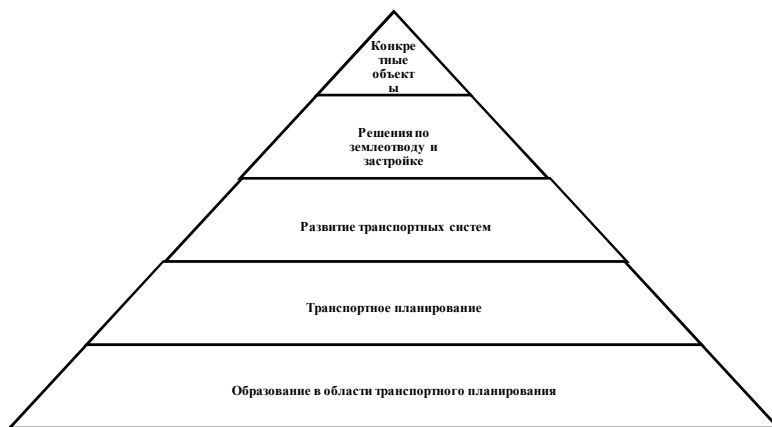 Конкре
тные
объект
ы
Решения по
землеотводу и
застройке
Развитие транспортных систем
Транспортное планирование
Образование в области транспортного планирования